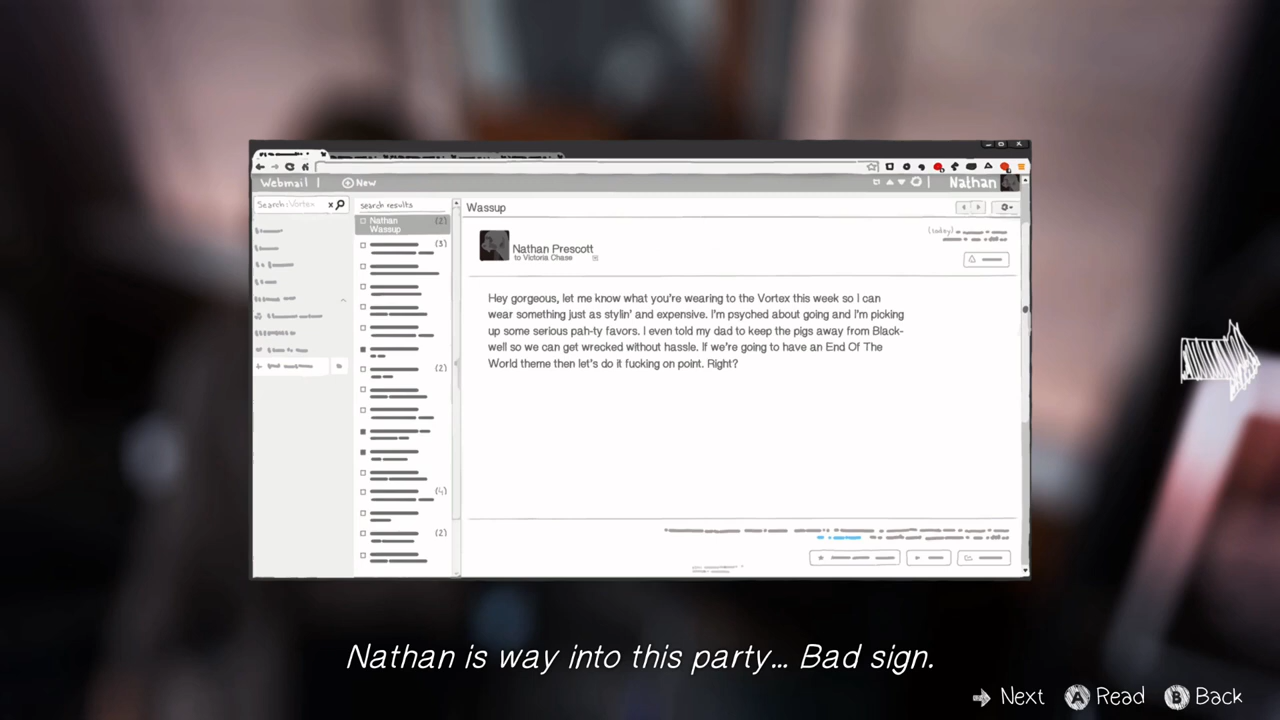 Webmail | New Nathan
Search: Vortex x
search results
Nathan (2)
Wassup
(3)
(2)
(4)
(2)
Wassup
(today)
Nathan Prescott
to Victoria Chase
Hey gorgeous, let me know what you're wearing to the Vortex this week so I can
wear something just as stylin' and expensive. I'm psyched about going and I'm picking
up some serious pah-ty favors. I even told my dad to keep the pigs away from Black-
well so we can get wrecked without hassle. If we're going to have an End Of The
World theme then let's do it fucking on point. Right?
Nathan is way into this party... Bad sign.
Next A Read B Back